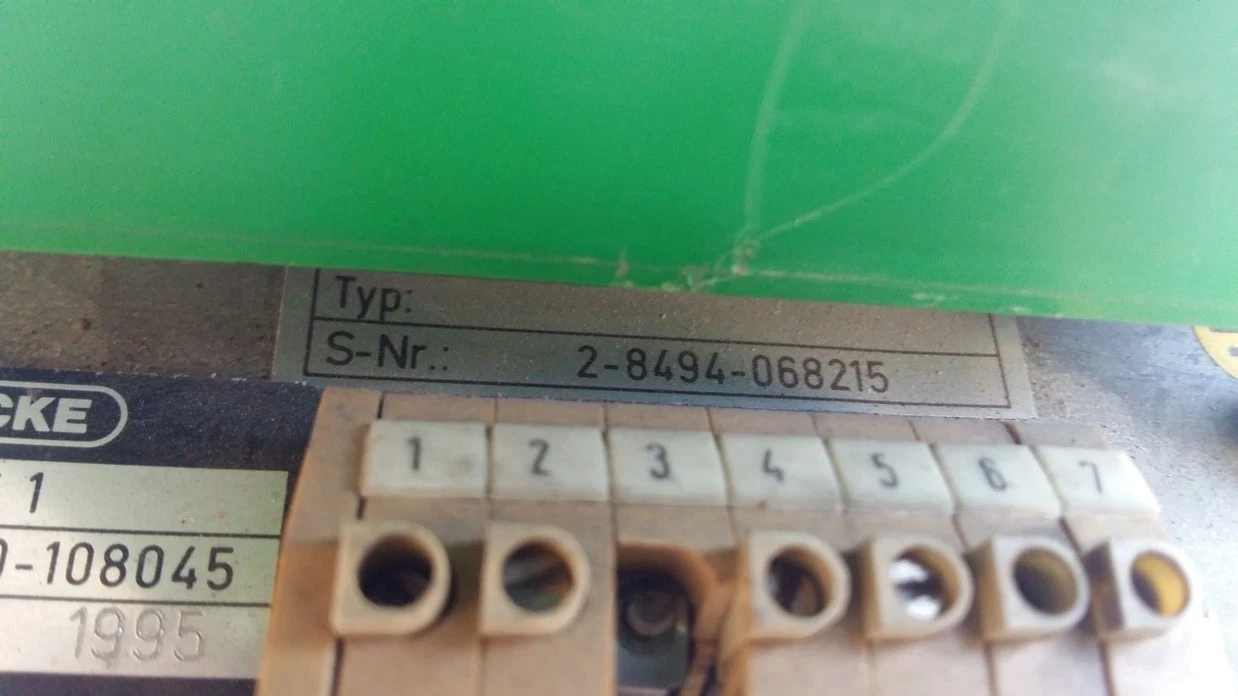 Typ:
S-Nr.: 2-8494-068215
CKE
1
-108045
1995
1 2 3 4 5 6 7